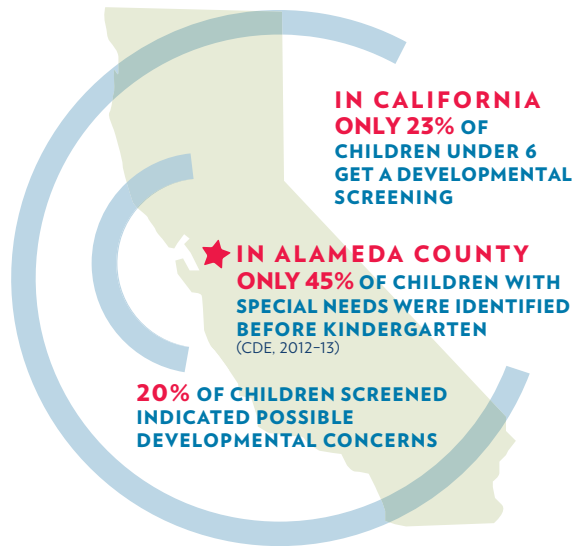 IN CALIFORNIA
ONLY 23% OF
CHILDREN UNDER 6
GET A DEVELOPMENTAL
SCREENING
IN ALAMEDA COUNTY
ONLY 45% OF CHILDREN WITH
SPECIAL NEEDS WERE IDENTIFIED
BEFORE KINDERGARTEN
(CDE, 2012–13)
20% OF CHILDREN SCREENED
INDICATED POSSIBLE
DEVELOPMENTAL CONCERNS